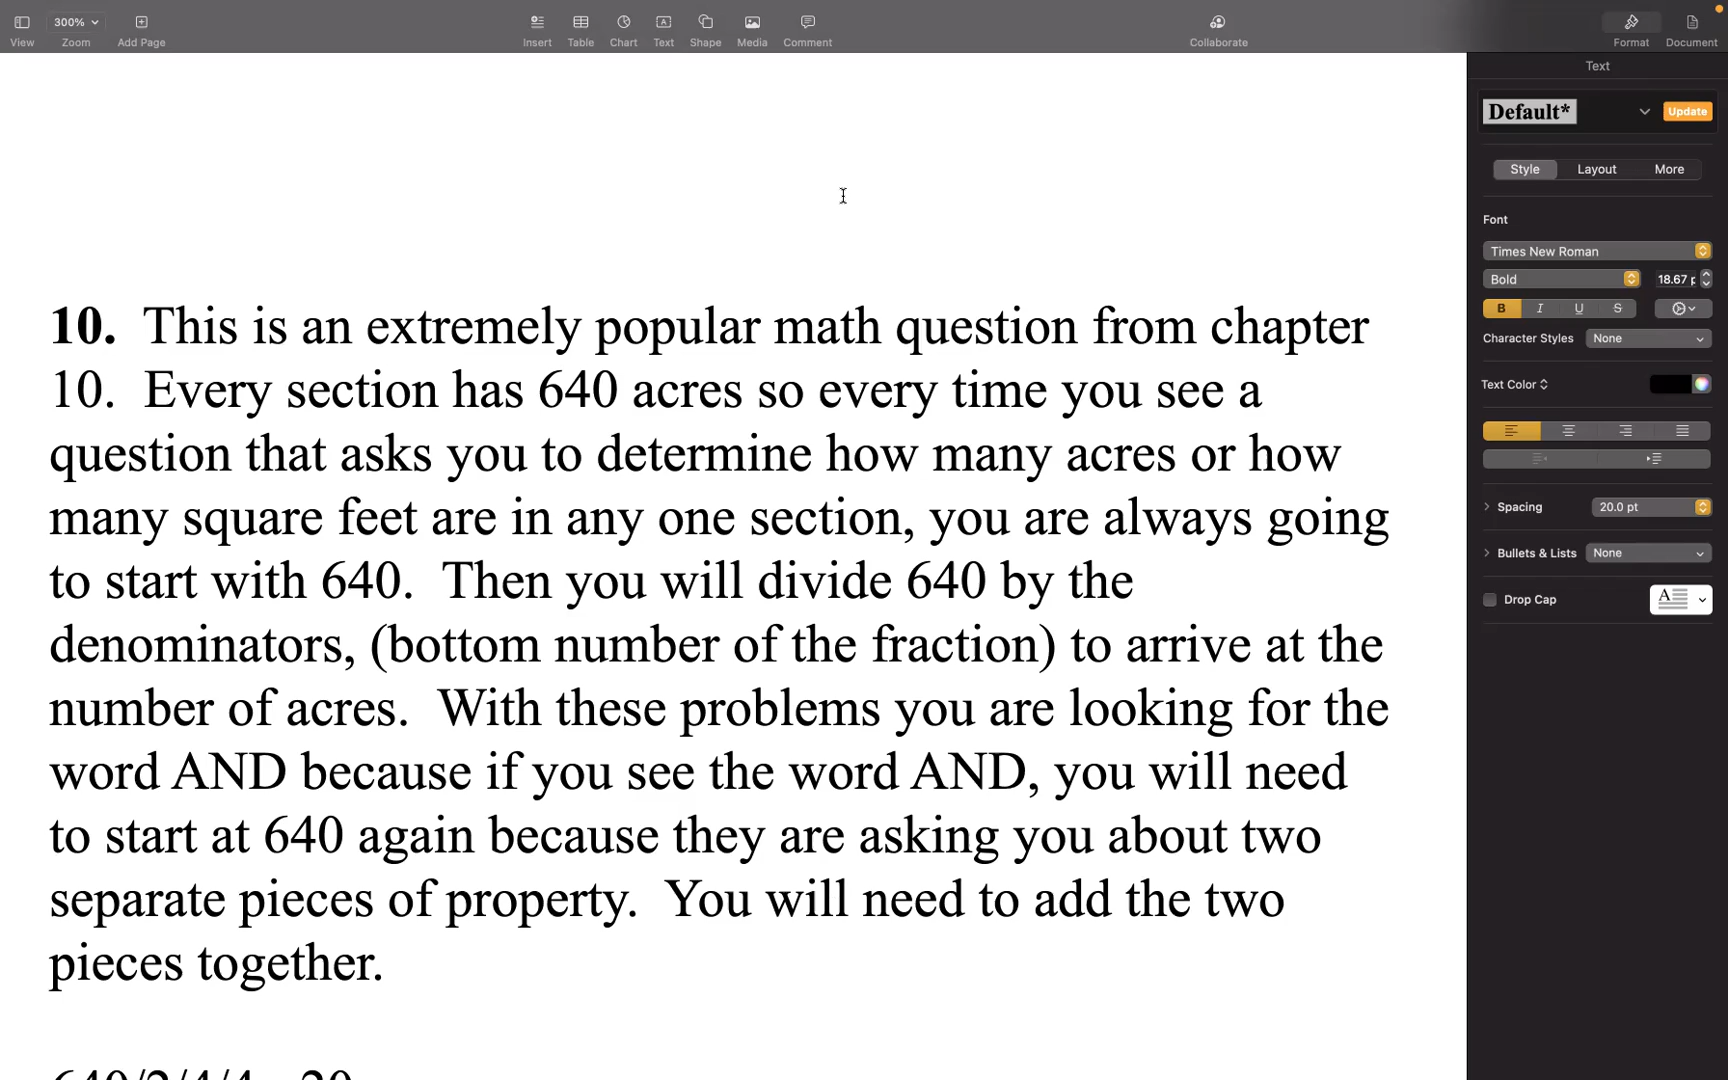 300%
View
Zoom
Add Page
Insert
Table
Chart
Text
Shape
Media
Comment
Collaborate
Format
Document
Text
Default*
Update
Style
Layout
More
Font
Times New Roman
Bold
18.67 p
B
I
U
S
Character Styles
None
Text Color
Spacing
20.0 pt
Bullets & Lists
None
Drop Cap
A
10. This is an extremely popular math question from chapter
10. Every section has 640 acres so every time you see a
question that asks you to determine how many acres or how
many square feet are in any one section, you are always going
to start with 640. Then you will divide 640 by the
denominators, (bottom number of the fraction) to arrive at the
number of acres. With these problems you are looking for the
word AND because if you see the word AND, you will need
to start at 640 again because they are asking you about two
separate pieces of property. You will need to add the two
pieces together.